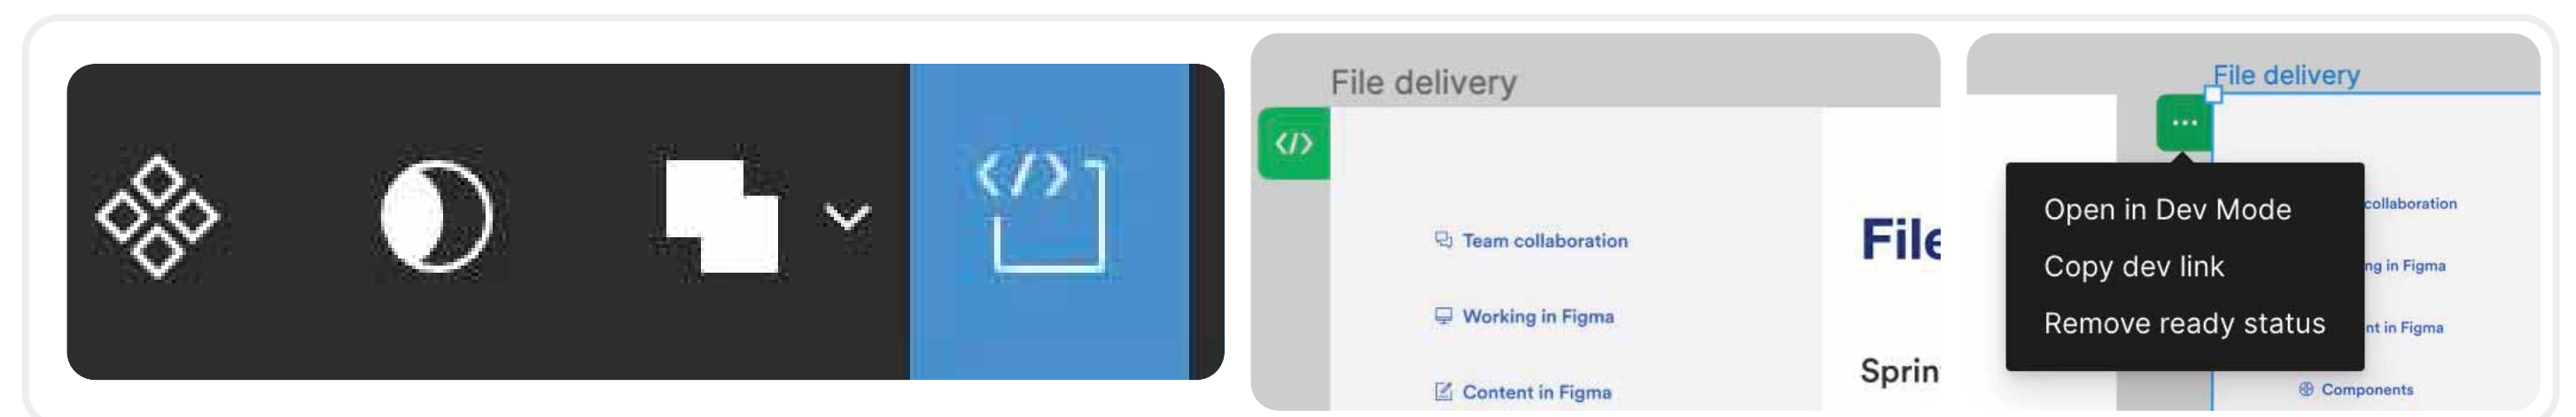 </>
File delivery
</>
Team collaboration
Working in Figma
Content in Figma
File
Sprin
File delivery
Open in Dev Mode
Copy dev link
Remove ready status
collaboration
ng in Figma
nt in Figma
Components